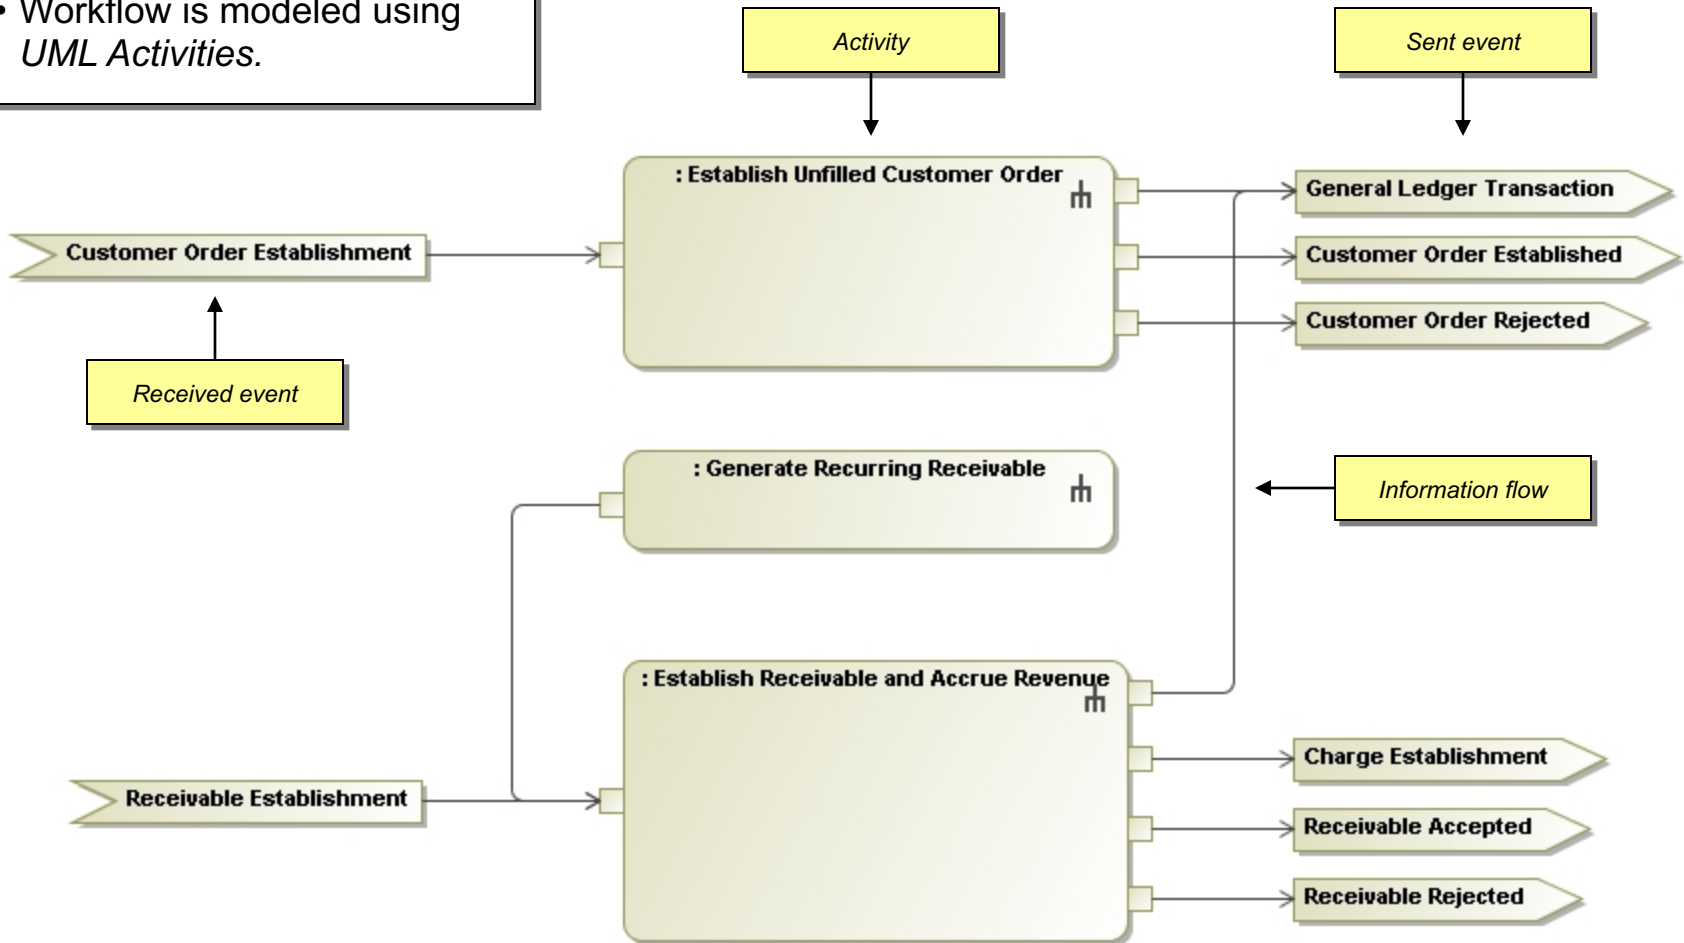 • Workflow is modeled using
UML Activities.
Activity
Sent event
: Establish Unfilled Customer Order
General Ledger Transaction
Customer Order Establishment
Customer Order Established
Customer Order Rejected
Received event
: Generate Recurring Receivable
Information flow
: Establish Receivable and Accrue Revenue
Charge Establishment
Receivable Establishment
Receivable Accepted
Receivable Rejected